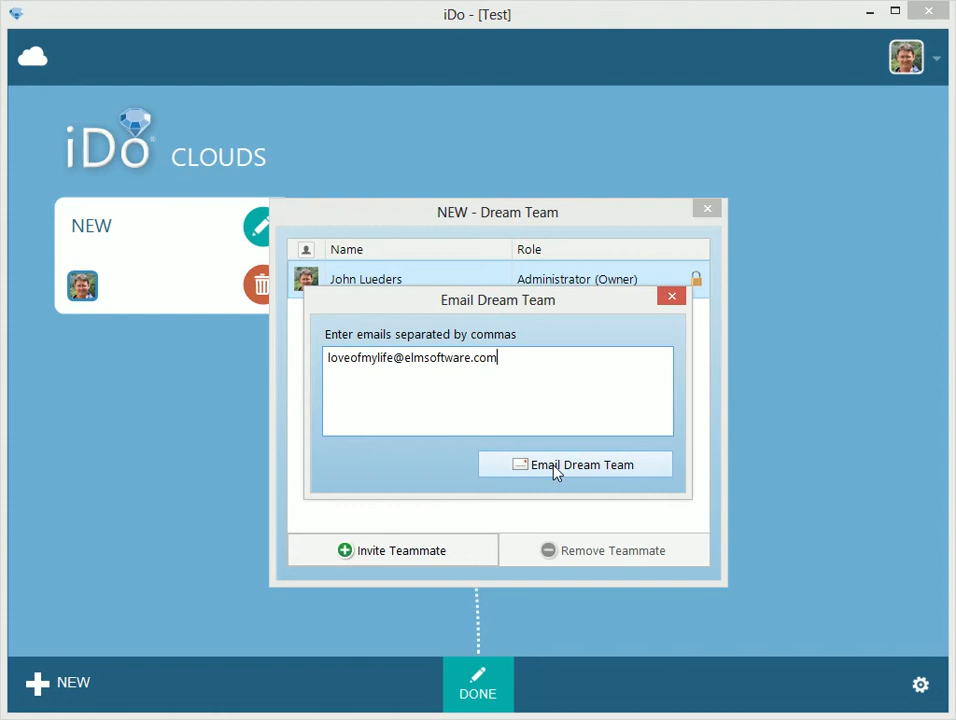 iDo - [Test]
iDo® CLOUDS
NEW
NEW - Dream Team
Name Role
John Lueders Administrator (Owner)
Email Dream Team
Enter emails separated by commas
loveofmylife@elmsoftware.com
Email Dream Team
Invite Teammate Remove Teammate
NEW
DONE